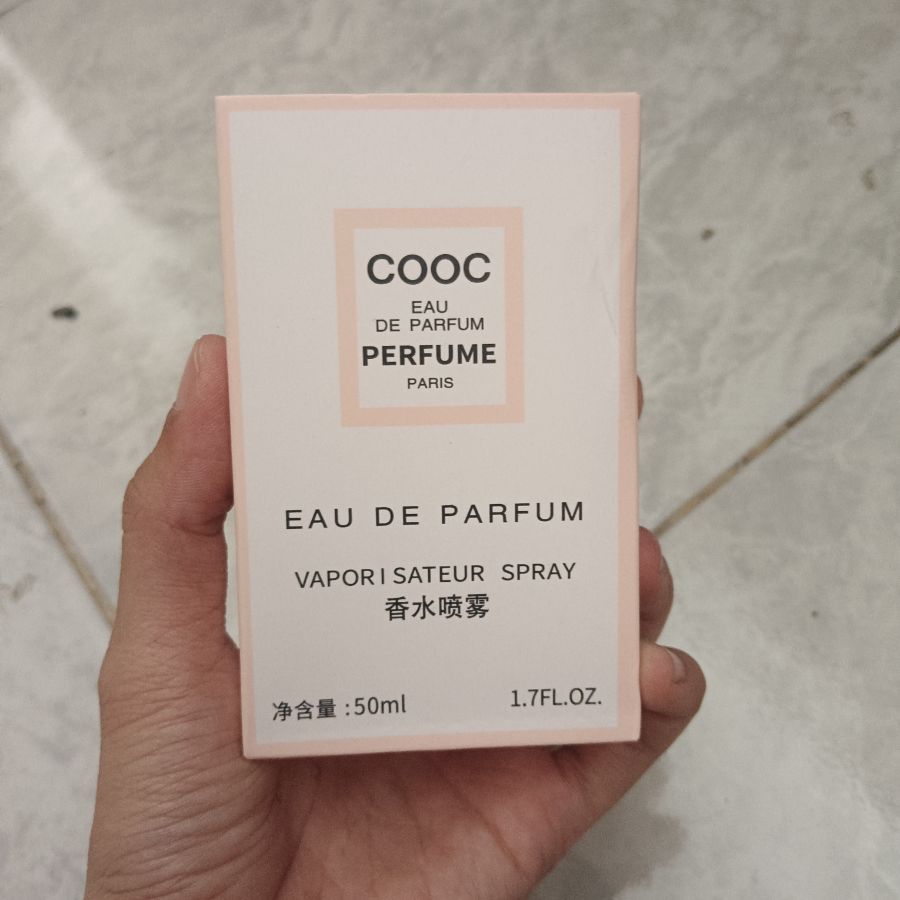 COOC
EAU
DE PARFUM
PERFUME
PARIS
EAU DE PARFUM
VAPORISATEUR SPRAY
香水喷雾
净含量:50ml
1.7FL.OZ.